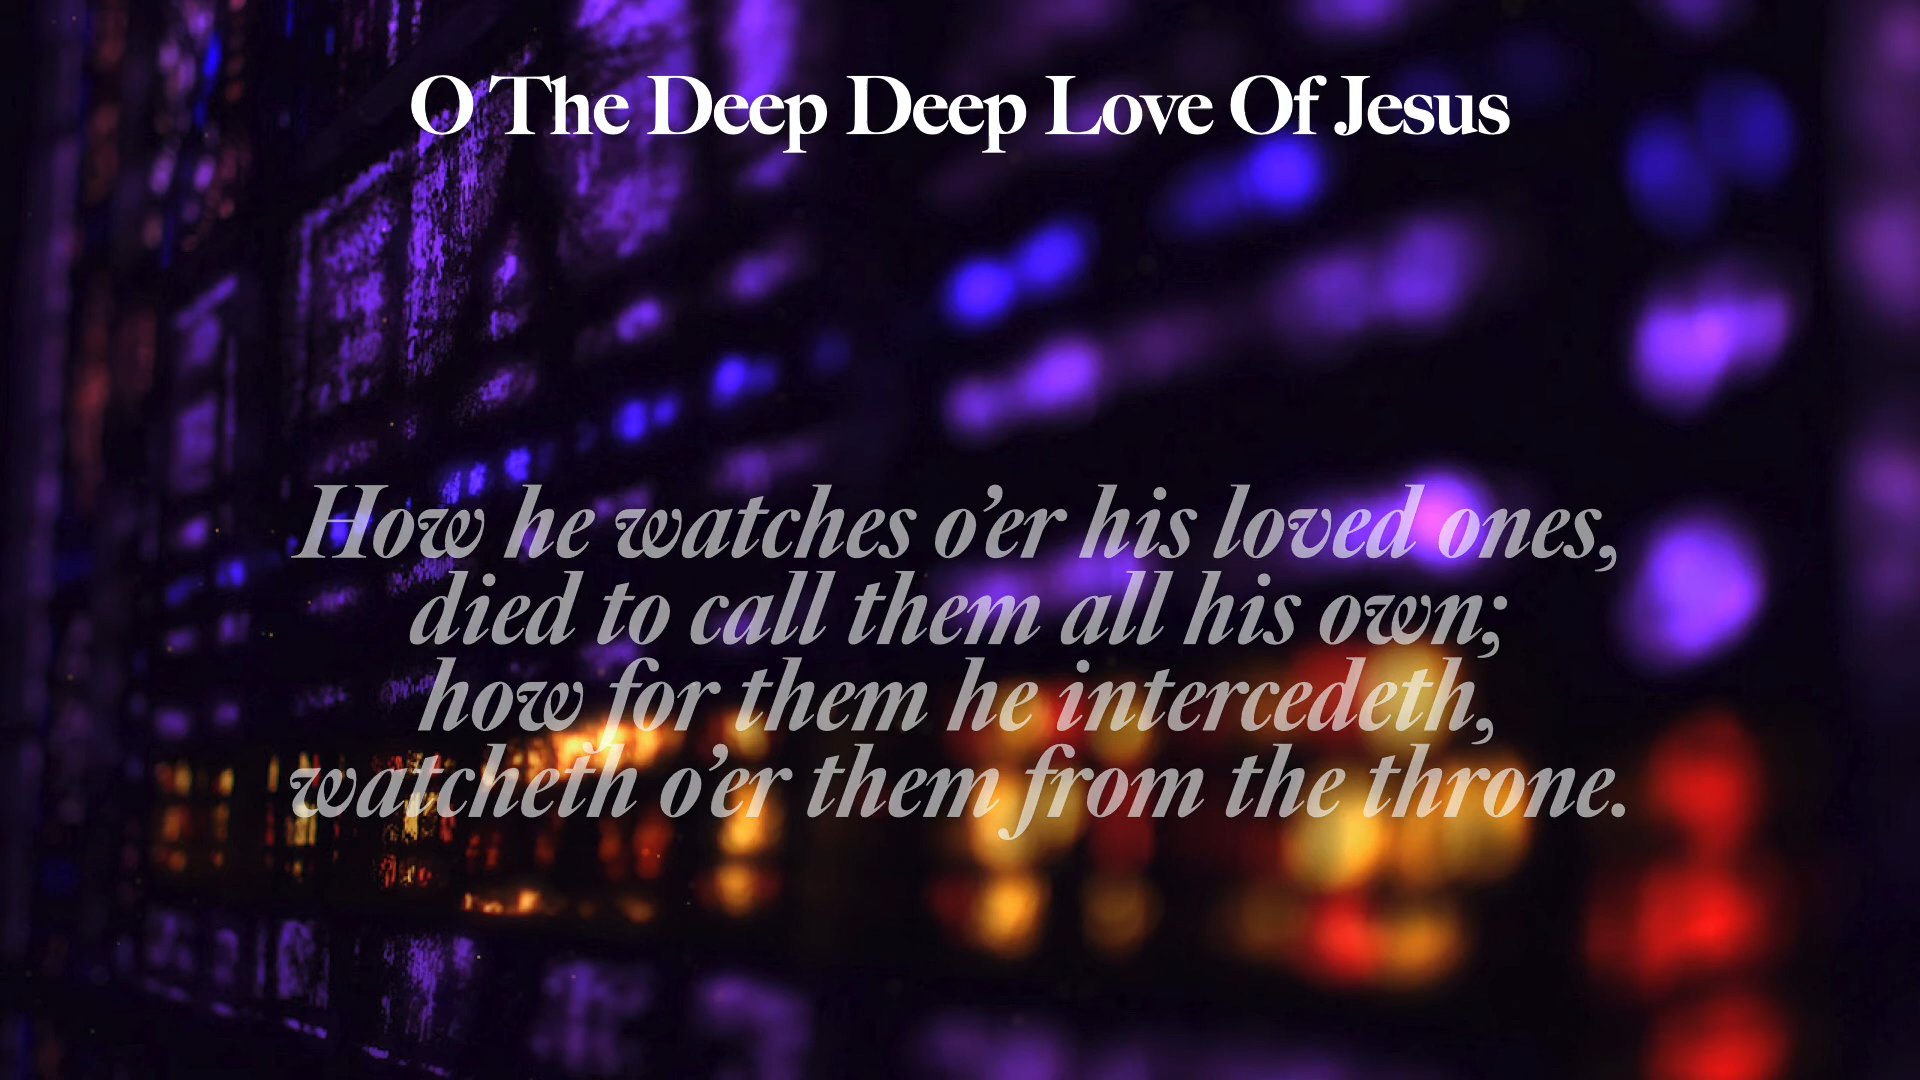 O The Deep Deep Love Of Jesus
How he watches o’er his loved ones,
died to call them all his own;
how for them he intercedeth,
watcheth o’er them from the throne.